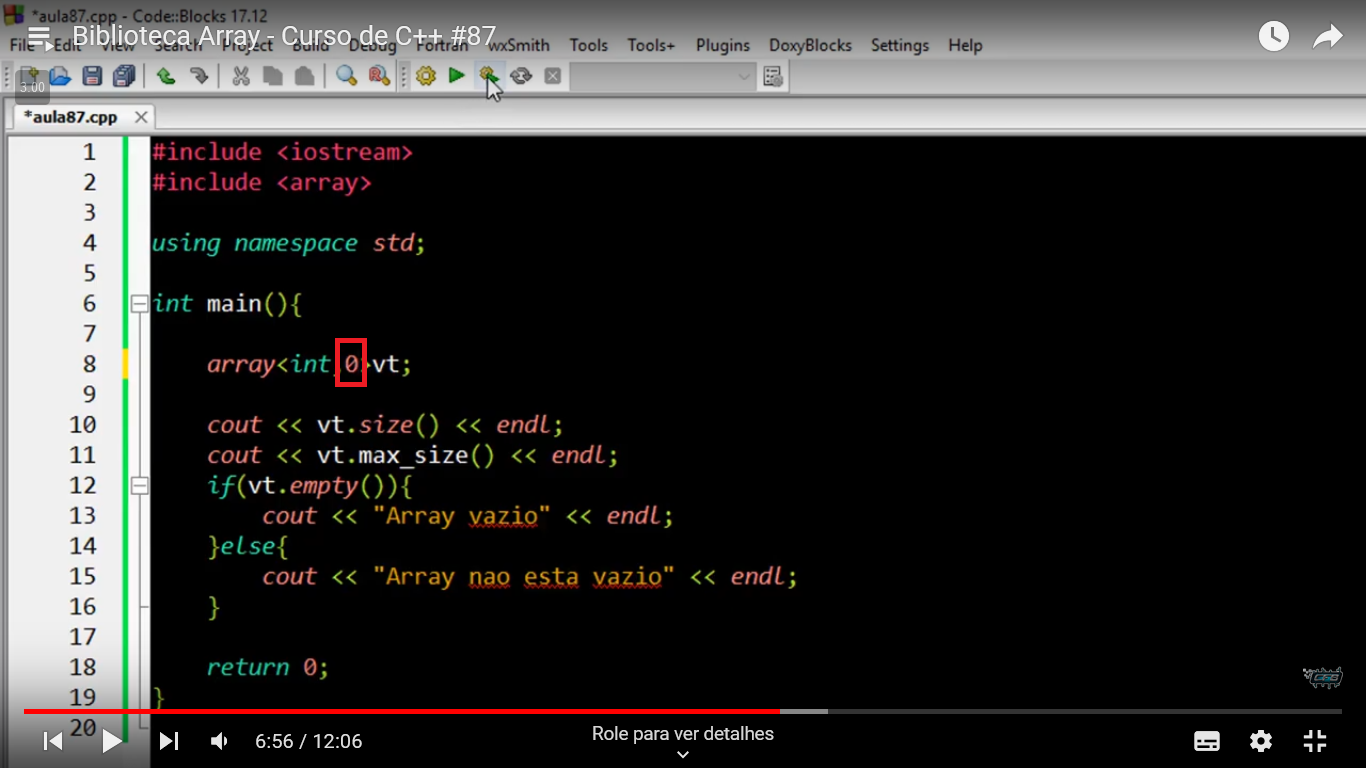 *aula87.cpp - Code::Blocks 17.12
Biblioteca Array - Curso de C++ #87
File Edit View Search Project Build Debug Fortran wxSmith Tools Tools+ Plugins DoxyBlocks Settings Help
3.00
*aula87.cpp
1 #include <iostream>
2 #include <array>
3
4 using namespace std;
5
6 int main(){
7
8 array<int,0>vt;
9
10 cout << vt.size() << endl;
11 cout << vt.max_size() << endl;
12 if(vt.empty()){
13 cout << "Array vazio" << endl;
14 }else{
15 cout << "Array nao esta vazio" << endl;
16 }
17
18 return 0;
19 }
20
CFB
6:56 / 12:06
Role para ver detalhes